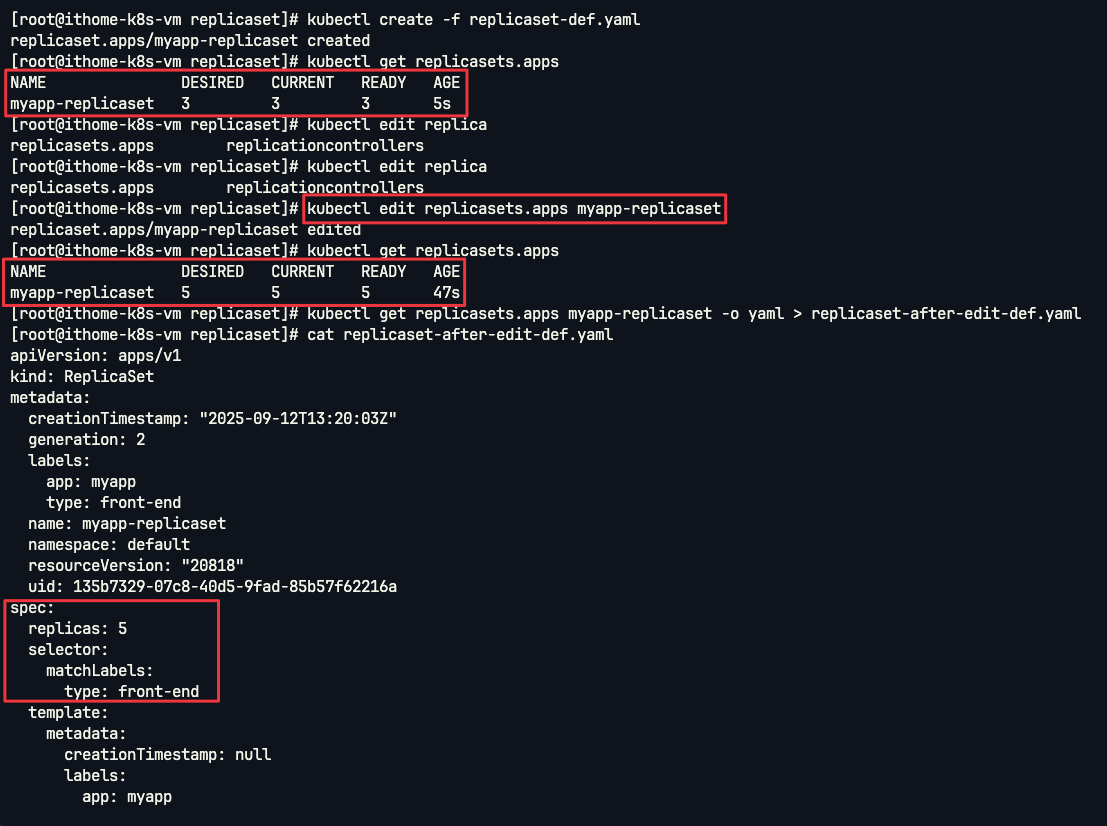 [root@ithome-k8s-vm replicaset]# kubectl create -f replicaset-def.yaml
replicaset.apps/myapp-replicaset created
[root@ithome-k8s-vm replicaset]# kubectl get replicasets.apps
NAME               DESIRED   CURRENT   READY   AGE
myapp-replicaset   3         3         3       5s
[root@ithome-k8s-vm replicaset]# kubectl edit replica
replicasets.apps        replicationcontrollers
[root@ithome-k8s-vm replicaset]# kubectl edit replica
replicasets.apps        replicationcontrollers
[root@ithome-k8s-vm replicaset]# kubectl edit replicasets.apps myapp-replicaset
replicaset.apps/myapp-replicaset edited
[root@ithome-k8s-vm replicaset]# kubectl get replicasets.apps
NAME               DESIRED   CURRENT   READY   AGE
myapp-replicaset   5         5         5       47s
[root@ithome-k8s-vm replicaset]# kubectl get replicasets.apps myapp-replicaset -o yaml > replicaset-after-edit-def.yaml
[root@ithome-k8s-vm replicaset]# cat replicaset-after-edit-def.yaml
apiVersion: apps/v1
kind: ReplicaSet
metadata:
  creationTimestamp: "2025-09-12T13:20:03Z"
  generation: 2
  labels:
    app: myapp
    type: front-end
  name: myapp-replicaset
  namespace: default
  resourceVersion: "20818"
  uid: 135b7329-07c8-40d5-9fad-85b57f62216a
spec:
  replicas: 5
  selector:
    matchLabels:
      type: front-end
  template:
    metadata:
      creationTimestamp: null
      labels:
        app: myapp